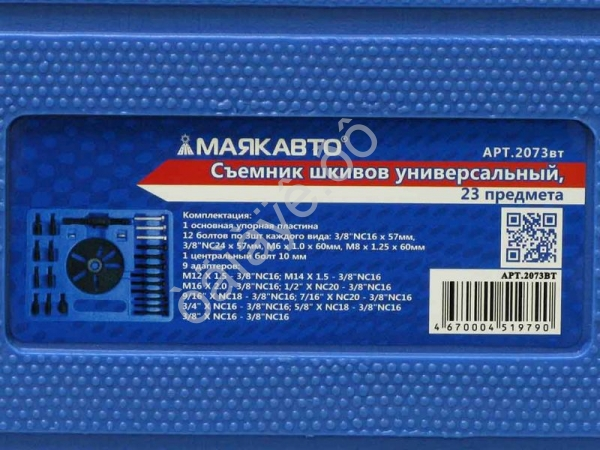 МАЯКАВТО
АРТ.2073вт
Съемник шкивов универсальный,
23 предмета
Комплектация:
1 основная упорная пластина
12 болтов по 3шт каждого вида: 3/8"NC16 x 57мм,
3/8"NC24 x 57мм, М6 x1.0 x 60мм, М8 x 1.25 x 60мм
1 центральный болт 10 мм
9 адаптеров:
M12 X 1.5 - 3/8"NC16; M14 X 1.5 - 3/8"NC16
M16 X 2.0 - 3/8"NC16; 1/2" X NC20 - 3/8"NC16
9/16" X NC18 - 3/8"NC16; 7/16" X NC20 - 3/8"NC16
3/4" X NC16 - 3/8"NC16; 5/8" X NC18 - 3/8"NC16
3/8" X NC16 - 3/8"NC16
АРТ.2073ВТ
4 670004 519790